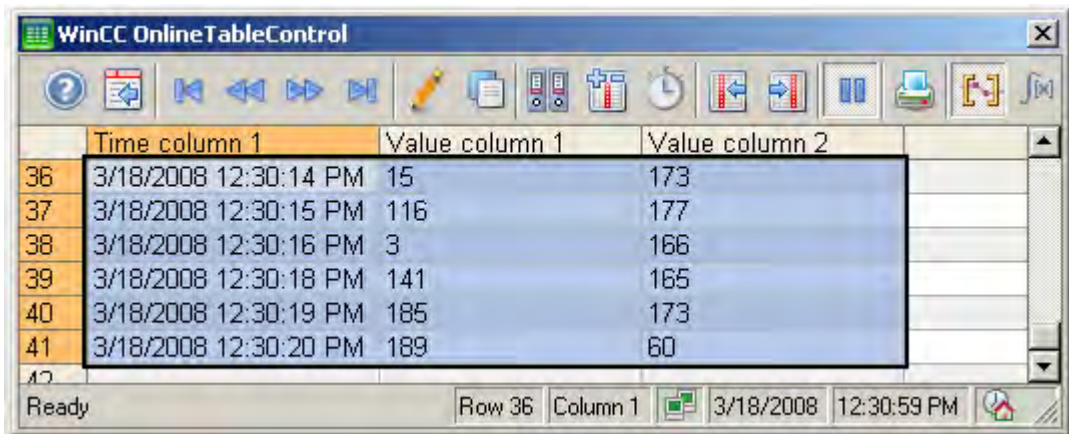 WinCC OnlineTableControl
Time column 1 Value column 1 Value column 2
36 3/18/2008 12:30:14 PM 15 173
37 3/18/2008 12:30:15 PM 116 177
38 3/18/2008 12:30:16 PM 3 166
39 3/18/2008 12:30:18 PM 141 165
40 3/18/2008 12:30:19 PM 185 173
41 3/18/2008 12:30:20 PM 189 60
42
Ready Row 36 Column 1 3/18/2008 12:30:59 PM